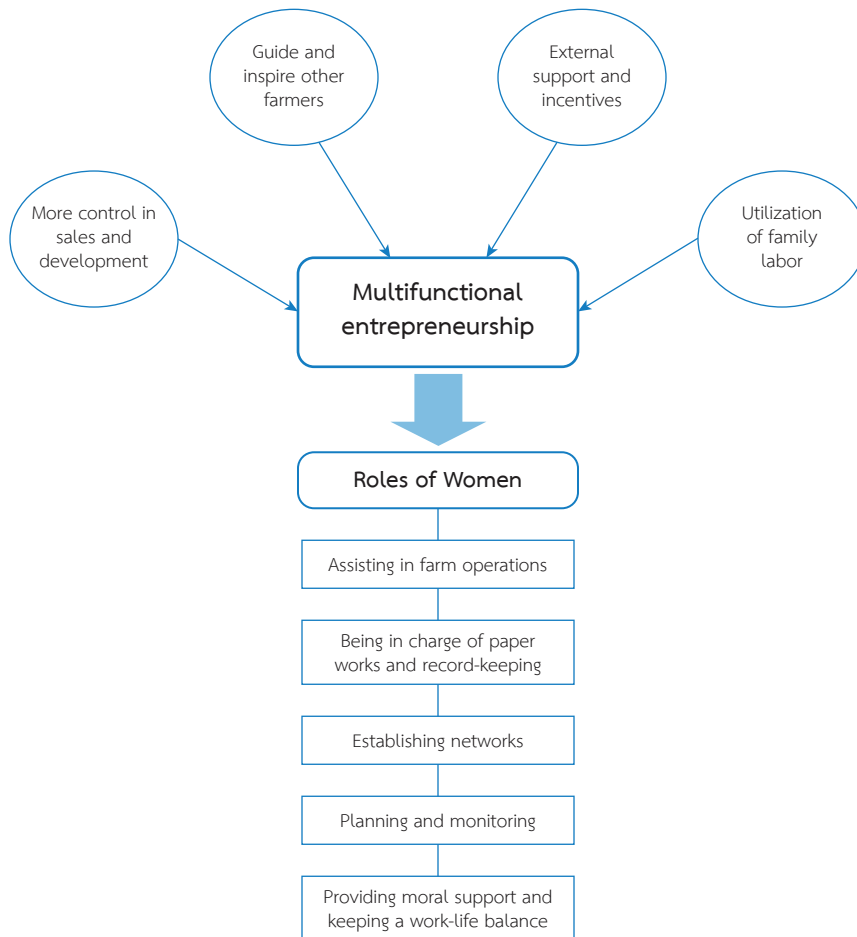 Guide and
inspire other
farmers
External
support and
incentives
More control in
sales and
development
Utilization
of family
labor
Multifunctional
entrepreneurship
Roles of Women
Assisting in farm operations
Being in charge of paper
works and record-keeping
Establishing networks
Planning and monitoring
Providing moral support and
keeping a work-life balance